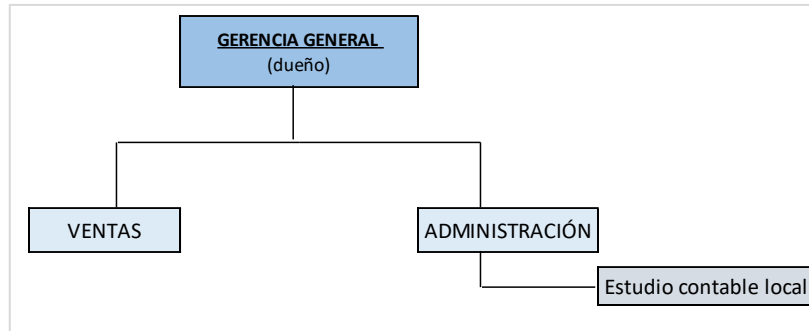 GERENCIA GENERAL
(dueño)
VENTAS
ADMINISTRACIÓN
Estudio contable local